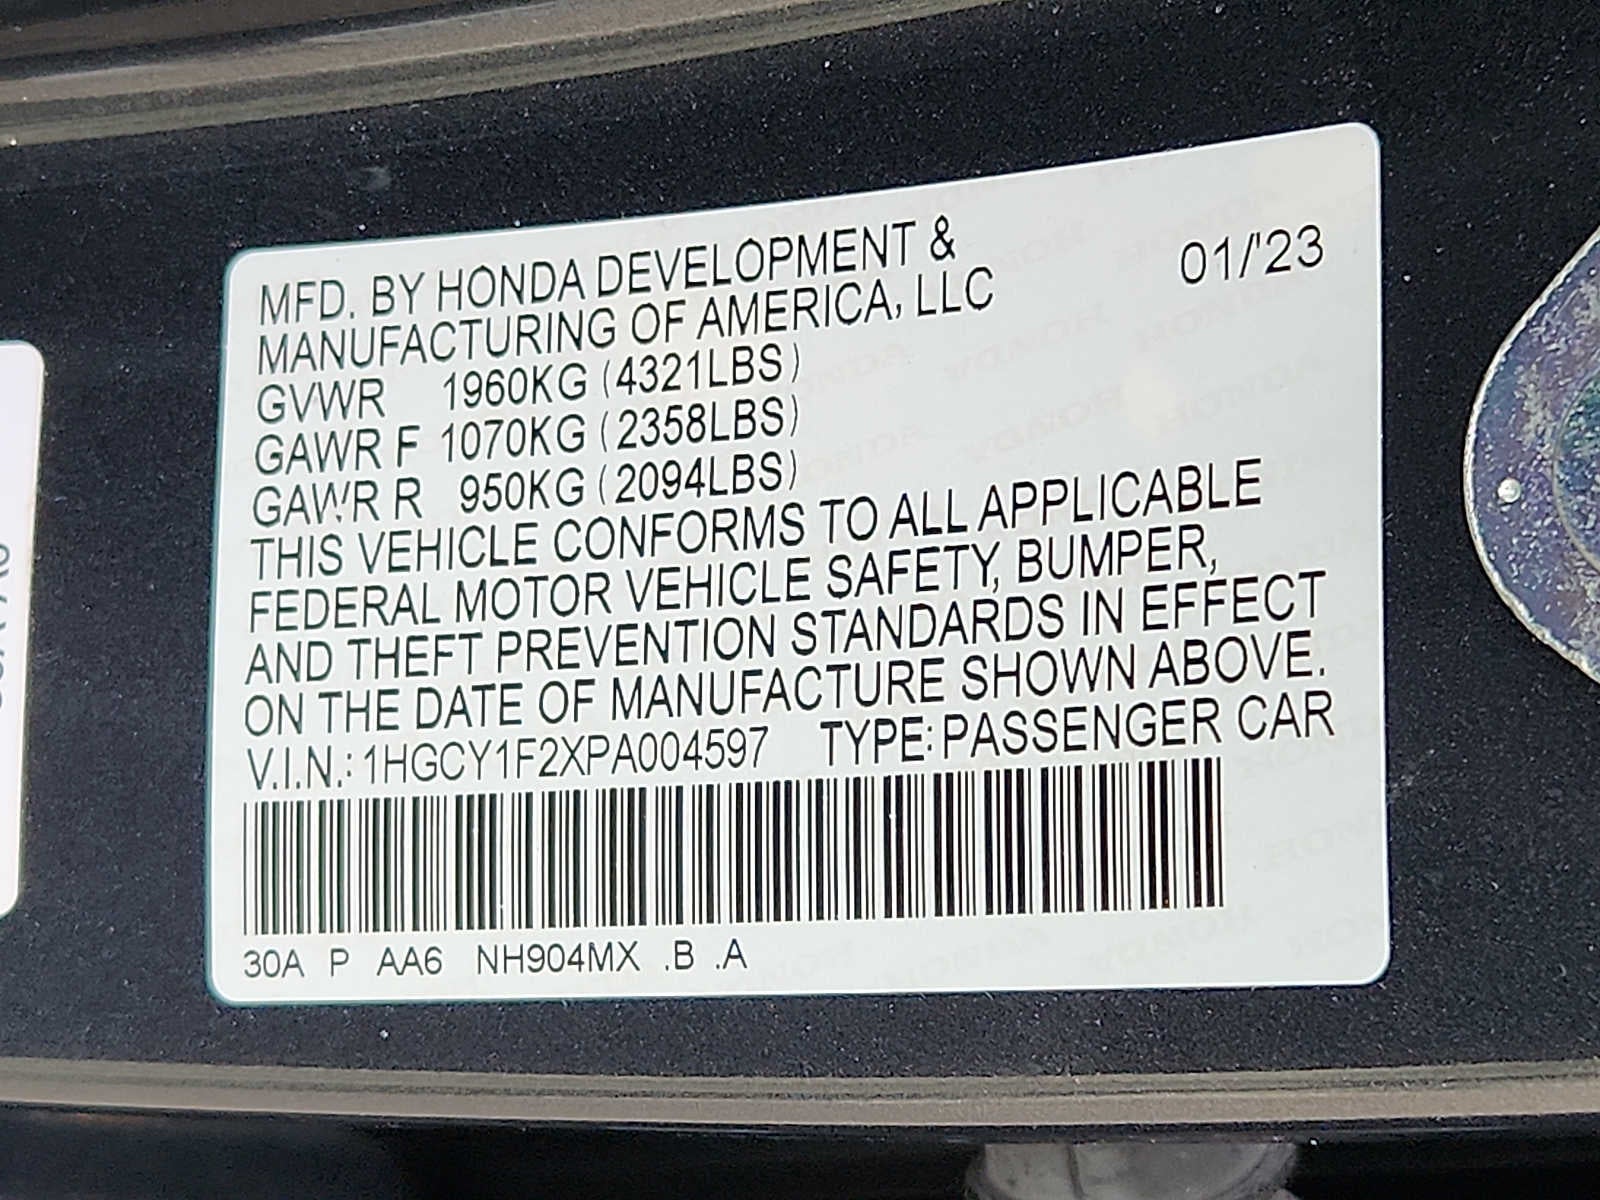 MFD. BY HONDA DEVELOPMENT & 01/'23
MANUFACTURING OF AMERICA, LLC
GVWR 1960KG (4321LBS)
GAWR F 1070KG (2358LBS)
GAWR R 950KG (2094LBS)
THIS VEHICLE CONFORMS TO ALL APPLICABLE
FEDERAL MOTOR VEHICLE SAFETY, BUMPER,
AND THEFT PREVENTION STANDARDS IN EFFECT
ON THE DATE OF MANUFACTURE SHOWN ABOVE.
V.I.N.: 1HGCY1F2XPA004597 TYPE: PASSENGER CAR
30A P AA6 NH904MX .B .A